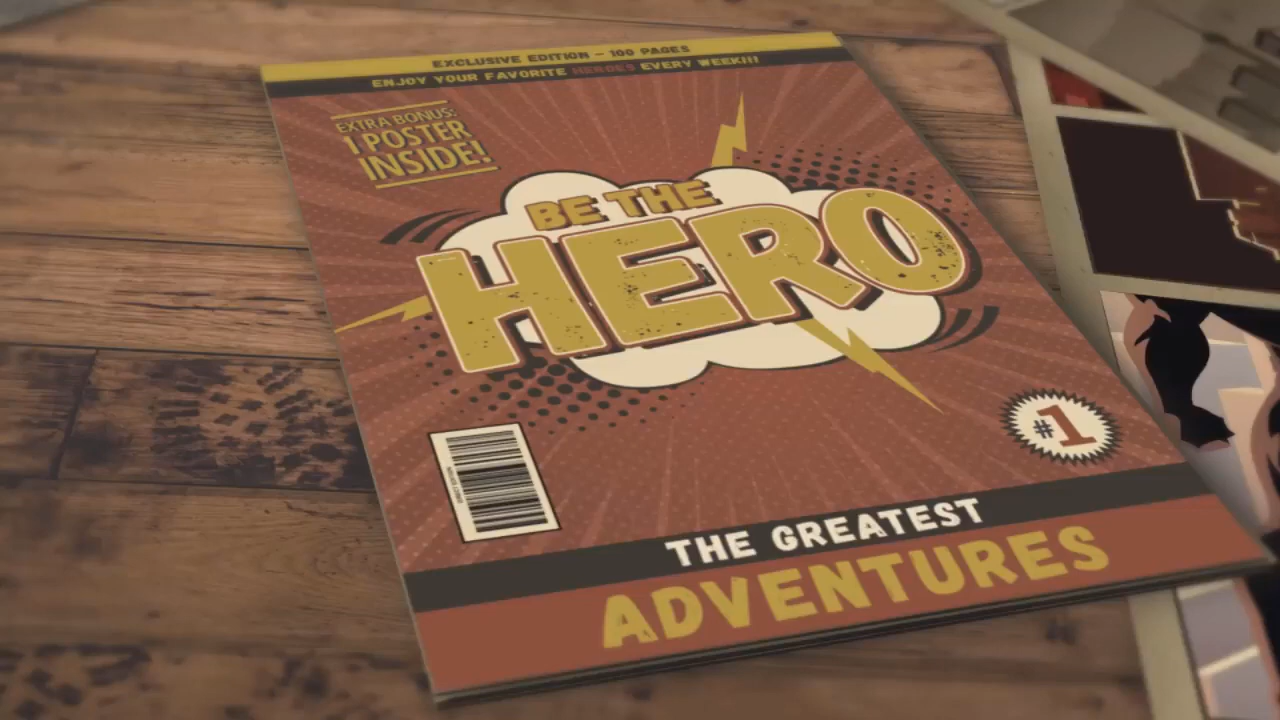 EXCLUSIVE EDITION - 100 PAGES
ENJOY YOUR FAVORITE HEROES EVERY WEEK!!!
EXTRA BONUS:
1 POSTER
INSIDE!
BE THE
HERO
#1
THE GREATEST
ADVENTURES